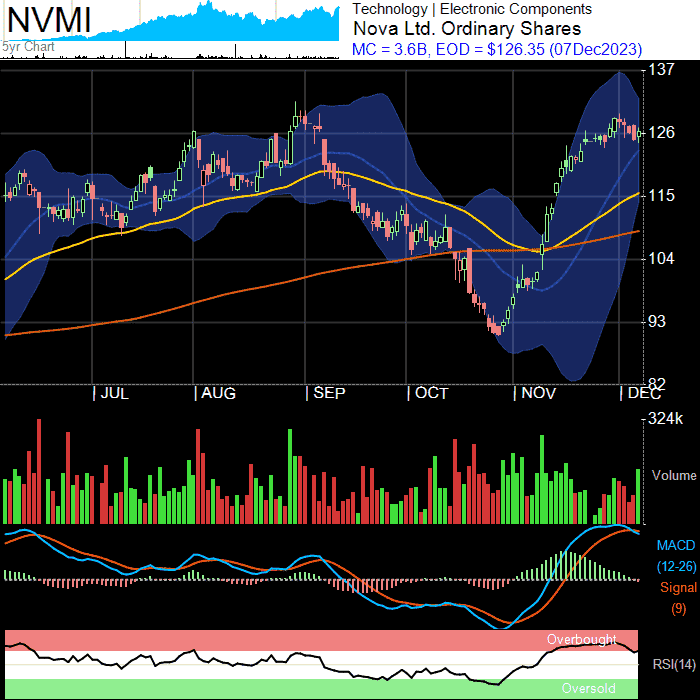 NVMI
5yr Chart
Technology | Electronic Components
Nova Ltd. Ordinary Shares
MC = 3.6B, EOD = $126.35 (07Dec2023)
137
126
115
104
93
82
| JUL
| AUG
| SEP
| OCT
| NOV
| DEC
324k
Volume
MACD
(12-26)
Signal
(9)
Overbought
RSI(14)
Oversold